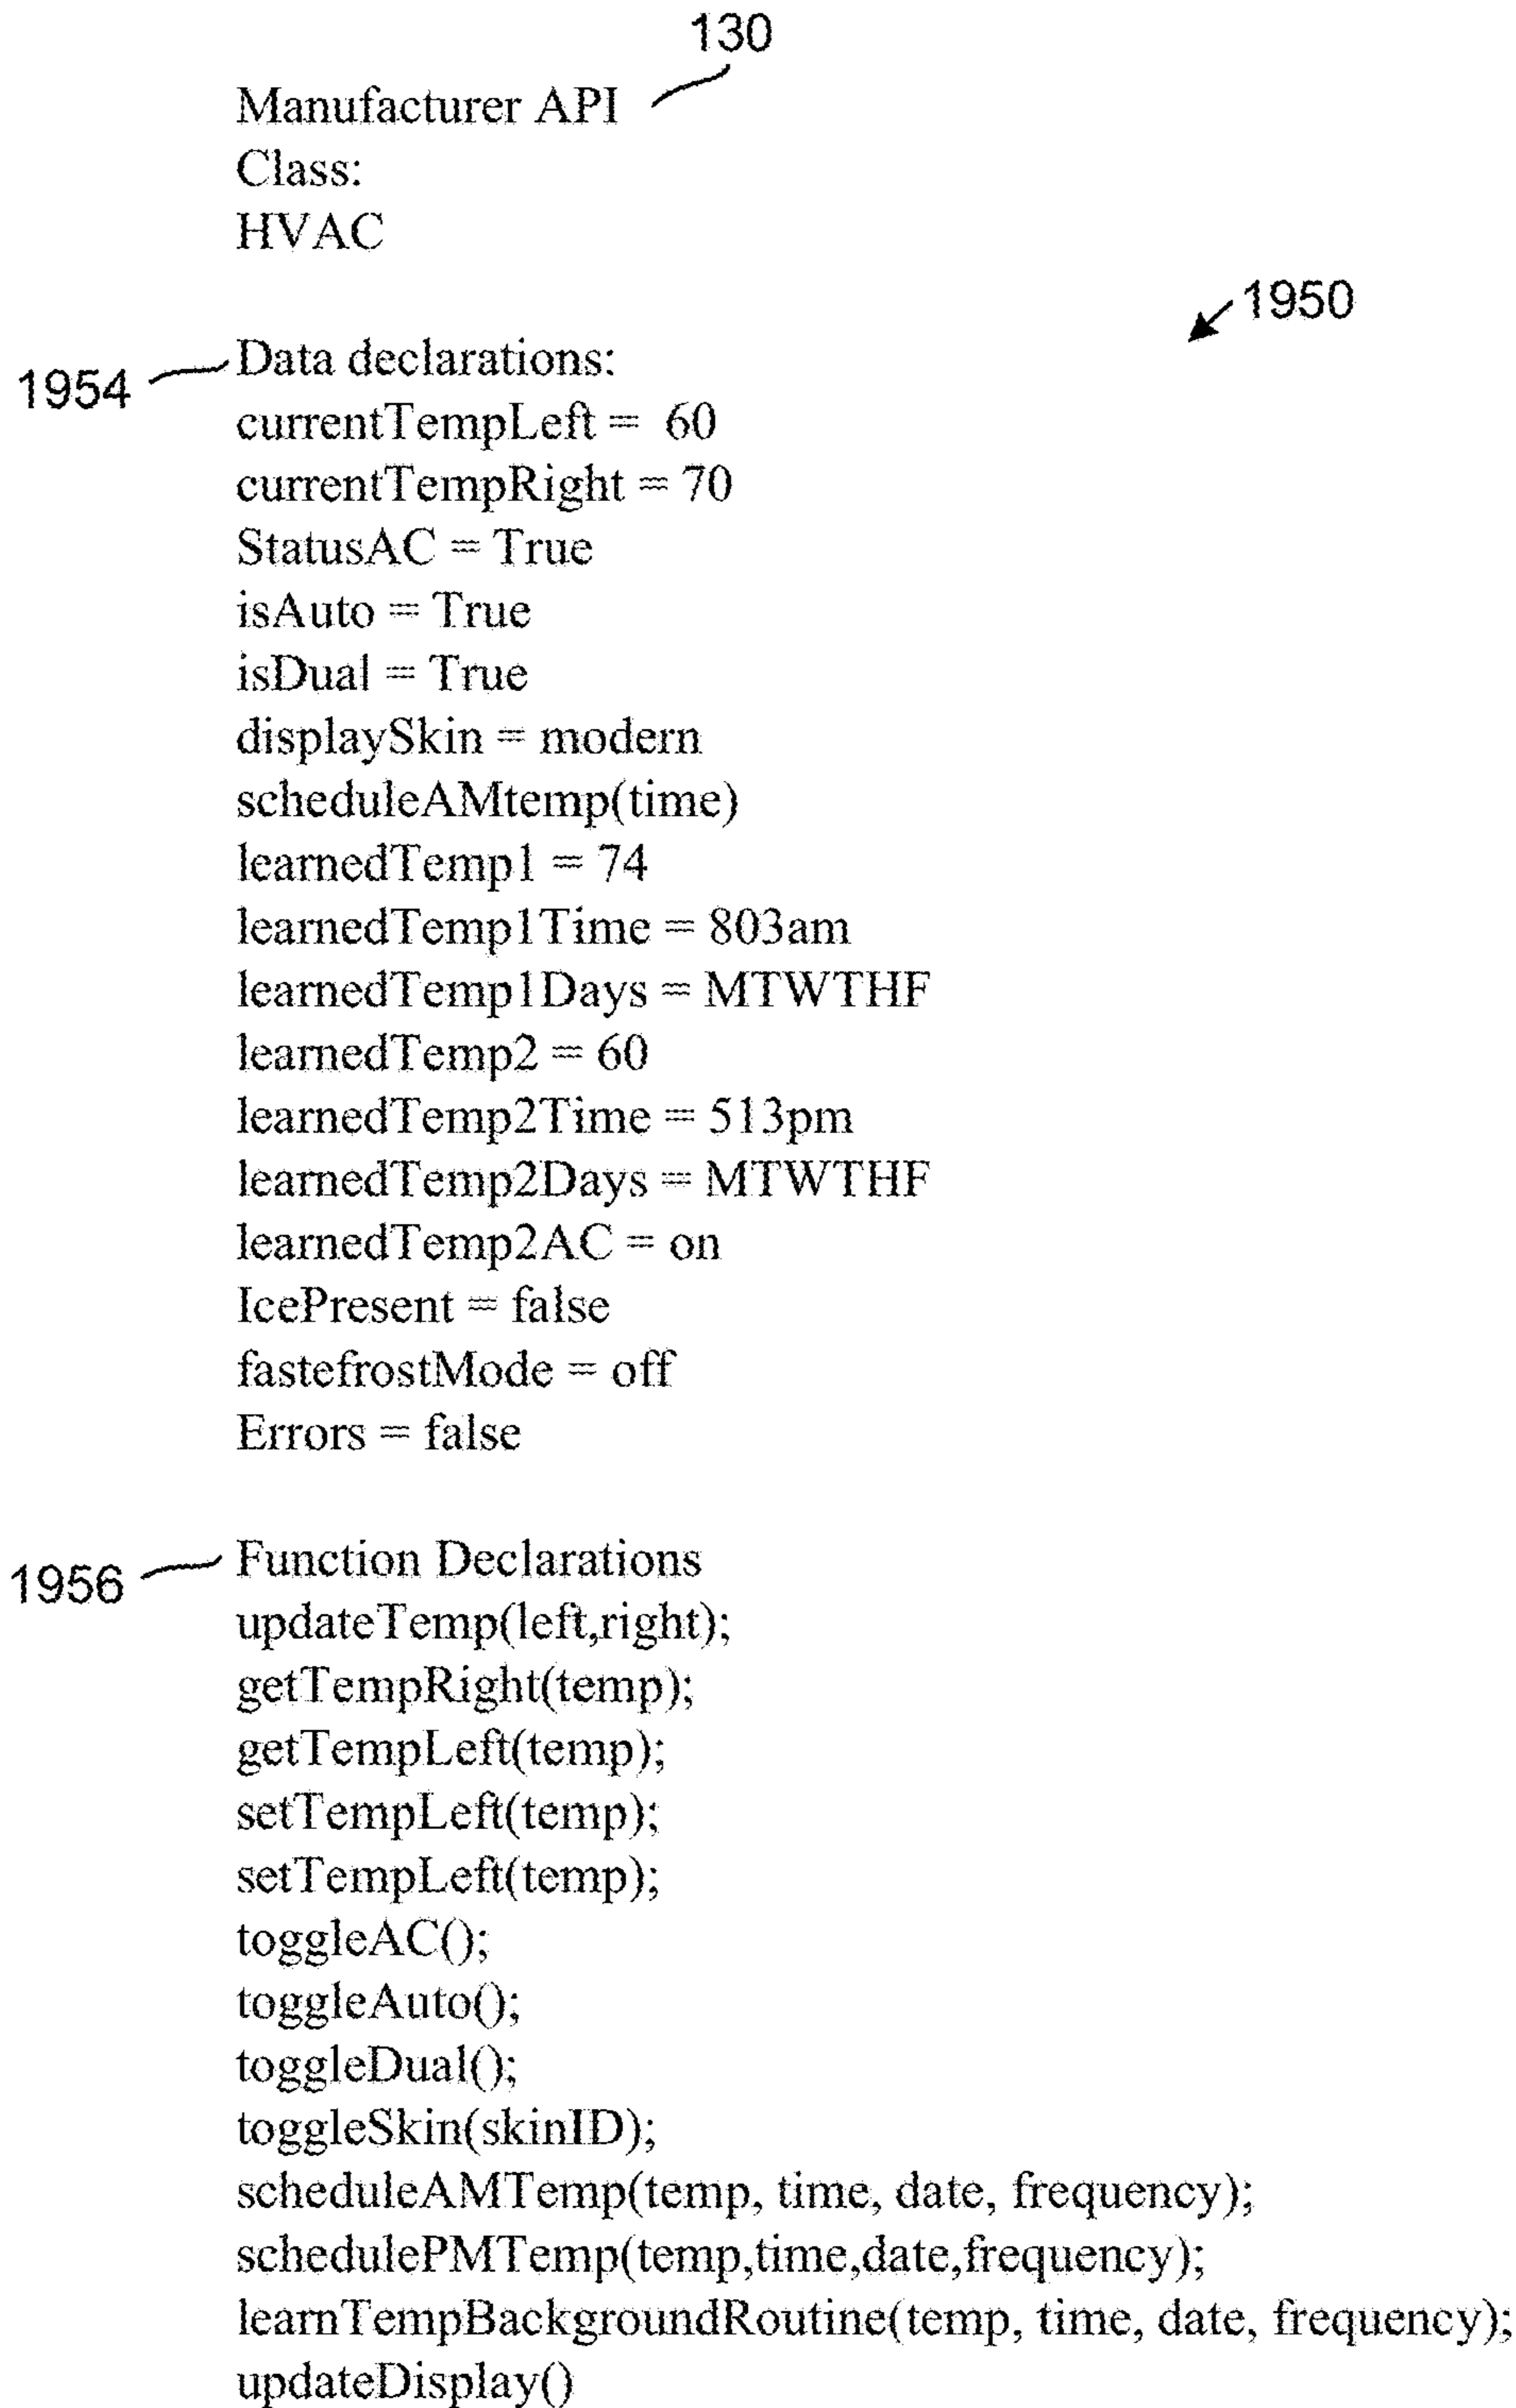 130
Manufacturer API
Class:
HVAC
1950
1954
Data declarations:
currentTempLeft = 60
currentTempRight = 70
StatusAC = True
isAuto = True
isDual = True
displaySkin = modern
scheduleAMtemp(time)
learnedTemp1 = 74
learnedTemp1Time = 803am
learnedTemp1Days = MTWTHF
learnedTemp2 = 60
learnedTemp2Time = 513pm
learnedTemp2Days = MTWTHF
learnedTemp2AC = on
IcePresent = false
fastefrostMode = off
Errors = false
1956
Function Declarations
updateTemp(left,right);
getTempRight(temp);
getTempLeft(temp);
setTempLeft(temp);
setTempLeft(temp);
toggleAC();
toggleAuto();
toggleDual();
toggleSkin(skinID);
scheduleAMTemp(temp, time, date, frequency);
schedulePMTemp(temp,time,date,frequency);
learnTempBackgroundRoutine(temp, time, date, frequency);
updateDisplay()